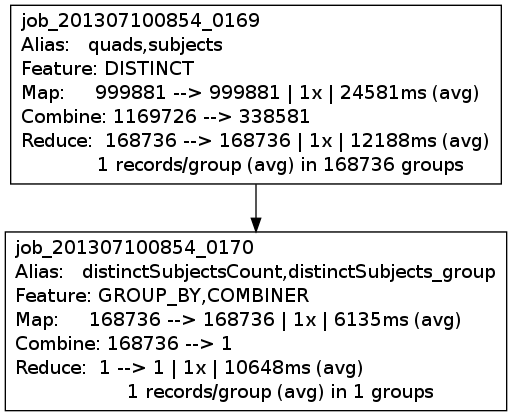 job_201307100854_0169
Alias: quads,subjects
Feature: DISTINCT
Map: 999881 --> 999881 | 1x | 24581ms (avg)
Combine: 1169726 --> 338581
Reduce: 168736 --> 168736 | 1x | 12188ms (avg)
1 records/group (avg) in 168736 groups
job_201307100854_0170
Alias: distinctSubjectsCount,distinctSubjects_group
Feature: GROUP_BY,COMBINER
Map: 168736 --> 168736 | 1x | 6135ms (avg)
Combine: 168736 --> 1
Reduce: 1 --> 1 | 1x | 10648ms (avg)
1 records/group (avg) in 1 groups